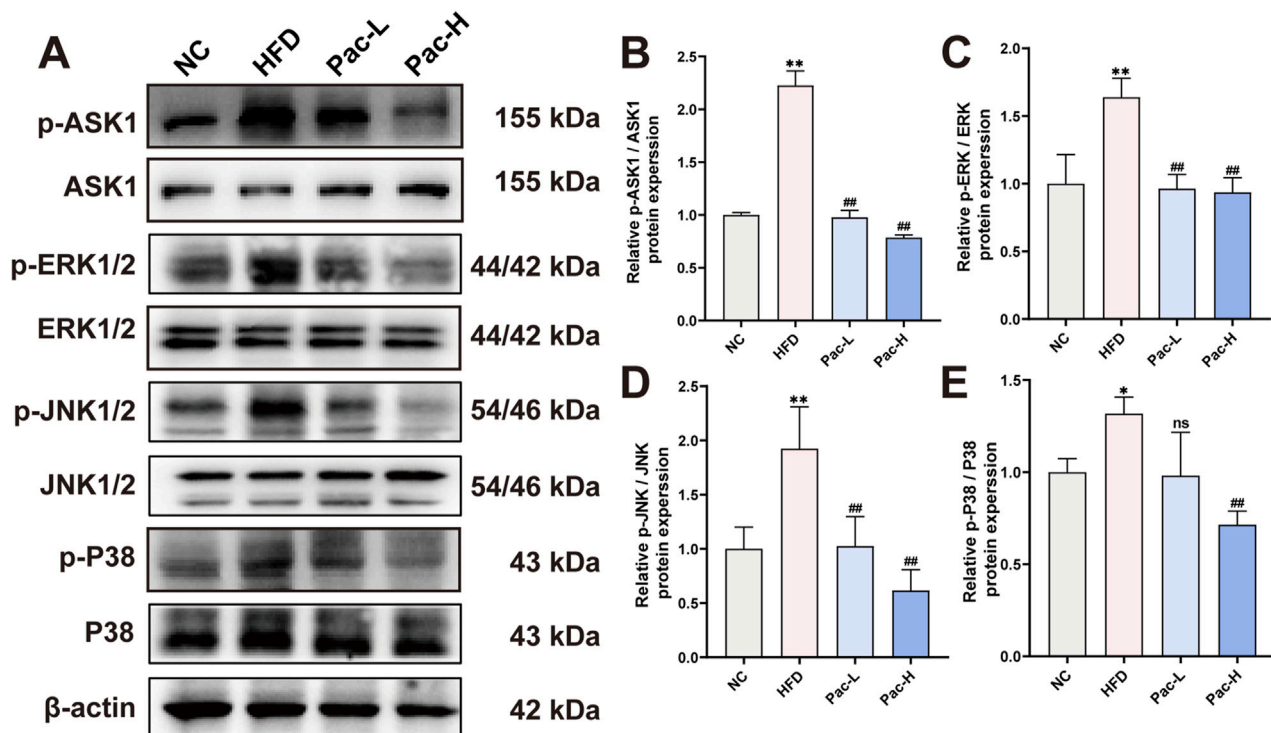 A
NC HFD Pac-L Pac-H
p-ASK1 155 kDa
ASK1 155 kDa
p-ERK1/2 44/42 kDa
ERK1/2 44/42 kDa
p-JNK1/2 54/46 kDa
JNK1/2 54/46 kDa
p-P38 43 kDa
P38 43 kDa
β-actin 42 kDa
B
Relative p-ASK1 / ASK1
protein experssion
2.5
2.0
1.5
1.0
0.5
0.0
**
##
##
NC HFD Pac-L Pac-H
C
Relative p-ERK / ERK
protein experssion
2.0
1.5
1.0
0.5
0.0
**
##
##
NC HFD Pac-L Pac-H
D
Relative p-JNK / JNK
protein experssion
2.5
2.0
1.5
1.0
0.5
0.0
**
##
##
NC HFD Pac-L Pac-H
E
Relative p-P38 / P38
protein experssion
1.5
1.0
0.5
0.0
*
ns
##
NC HFD Pac-L Pac-H